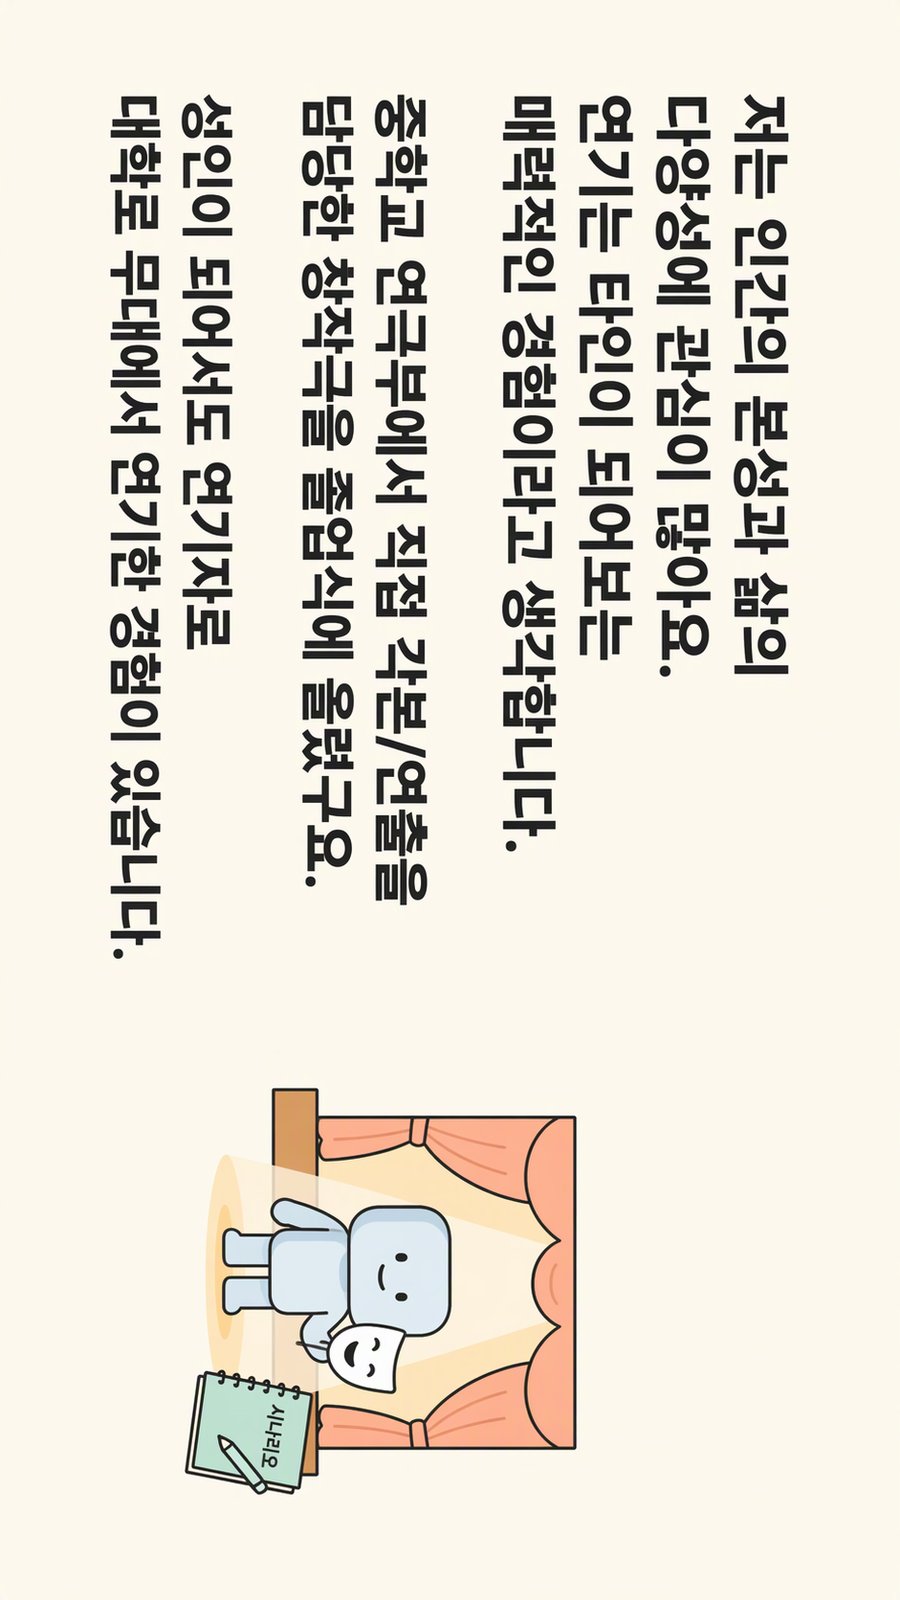 저는 인간의 본성과 삶의
다양성에 관심이 많아요.
연기는 타인이 되어보는
매력적인 경험이라고 생각합니다.
중학교 연극부에서 직접 각본/연출을
담당한 창작극을 졸업식에 올렸구요.
성인이 되어서도 연기자로
대학로 무대에서 연기한 경험이 있습니다.